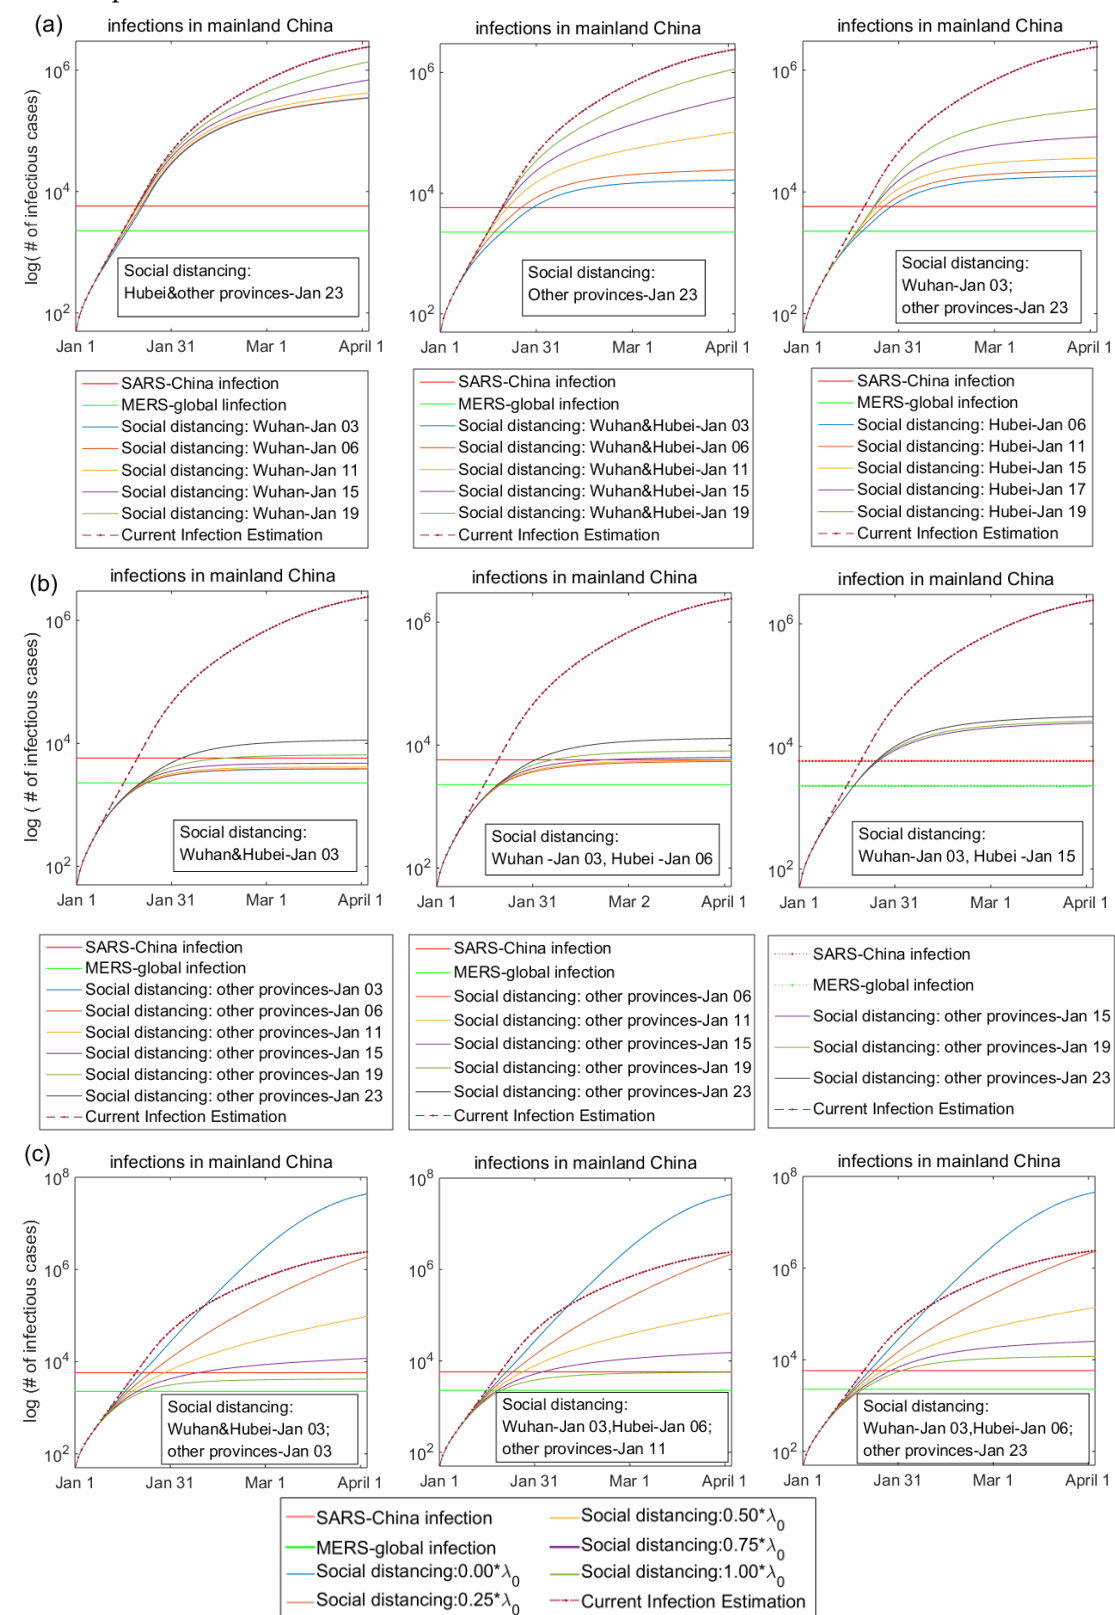 (a)
infections in mainland China
infections in mainland China
infections in mainland China
log( # of infectious cases)
10^6
10^4
10^2
Social distancing:
Hubei&other provinces-Jan 23
Jan 1 Jan 31 Mar 1 April 1
10^6
10^4
10^2
Social distancing:
Other provinces-Jan 23
Jan 1 Jan 31 Mar 1 April 1
10^6
10^4
10^2
Social distancing:
Wuhan-Jan 03;
other provinces-Jan 23
Jan 1 Jan 31 Mar 1 April 1
SARS-China infection
MERS-global linfection
Social distancing: Wuhan-Jan 03
Social distancing: Wuhan-Jan 06
Social distancing: Wuhan-Jan 11
Social distancing: Wuhan-Jan 15
Social distancing: Wuhan-Jan 19
Current Infection Estimation
SARS-China infection
MERS-global infection
Social distancing: Wuhan&Hubei-Jan 03
Social distancing: Wuhan&Hubei-Jan 06
Social distancing: Wuhan&Hubei-Jan 11
Social distancing: Wuhan&Hubei-Jan 15
Social distancing: Wuhan&Hubei-Jan 19
Current Infection Estimation
SARS-China infection
MERS-global infection
Social distancing: Hubei-Jan 06
Social distancing: Hubei-Jan 11
Social distancing: Hubei-Jan 15
Social distancing: Hubei-Jan 17
Social distancing: Hubei-Jan 19
Current Infection Estimation
(b)
infections in mainland China
infections in mainland China
infection in mainland China
log ( # of infectious cases)
10^6
10^4
10^2
Social distancing:
Wuhan&Hubei-Jan 03
Jan 1 Jan 31 Mar 1 April 1
10^6
10^4
10^2
Social distancing:
Wuhan -Jan 03, Hubei -Jan 06
Jan 1 Jan 31 Mar 2 April 1
10^6
10^4
10^2
Social distancing:
Wuhan-Jan 03, Hubei -Jan 15
Jan 1 Jan 31 Mar 1 April 1
SARS-China infection
MERS-global infection
Social distancing: other provinces-Jan 03
Social distancing: other provinces-Jan 06
Social distancing: other provinces-Jan 11
Social distancing: other provinces-Jan 15
Social distancing: other provinces-Jan 19
Social distancing: other provinces-Jan 23
Current Infection Estimation
SARS-China infection
MERS-global infection
Social distancing: other provinces-Jan 06
Social distancing: other provinces-Jan 11
Social distancing: other provinces-Jan 15
Social distancing: other provinces-Jan 19
Social distancing: other provinces-Jan 23
Current Infection Estimation
SARS-China infection
MERS-global infection
Social distancing: other provinces-Jan 15
Social distancing: other provinces-Jan 19
Social distancing: other provinces-Jan 23
Current Infection Estimation
(c)
infections in mainland China
infections in mainland China
infections in mainland China
log (# of infectious cases)
10^8
10^6
10^4
10^2
Social distancing:
Wuhan&Hubei-Jan 03;
other provinces-Jan 03
Jan 1 Jan 31 Mar 1 April 1
10^8
10^6
10^4
10^2
Social distancing:
Wuhan-Jan 03,Hubei-Jan 06;
other provinces-Jan 11
Jan 1 Jan 31 Mar 1 April 1
10^8
10^6
10^4
10^2
Social distancing:
Wuhan-Jan 03,Hubei-Jan 06;
other provinces-Jan 23
Jan 1 Jan 31 Mar 1 April 1
SARS-China infection
MERS-global infection
Social distancing:0.00*λ₀
Social distancing:0.25*λ₀
Social distancing:0.50*λ₀
Social distancing:0.75*λ₀
Social distancing:1.00*λ₀
Current Infection Estimation